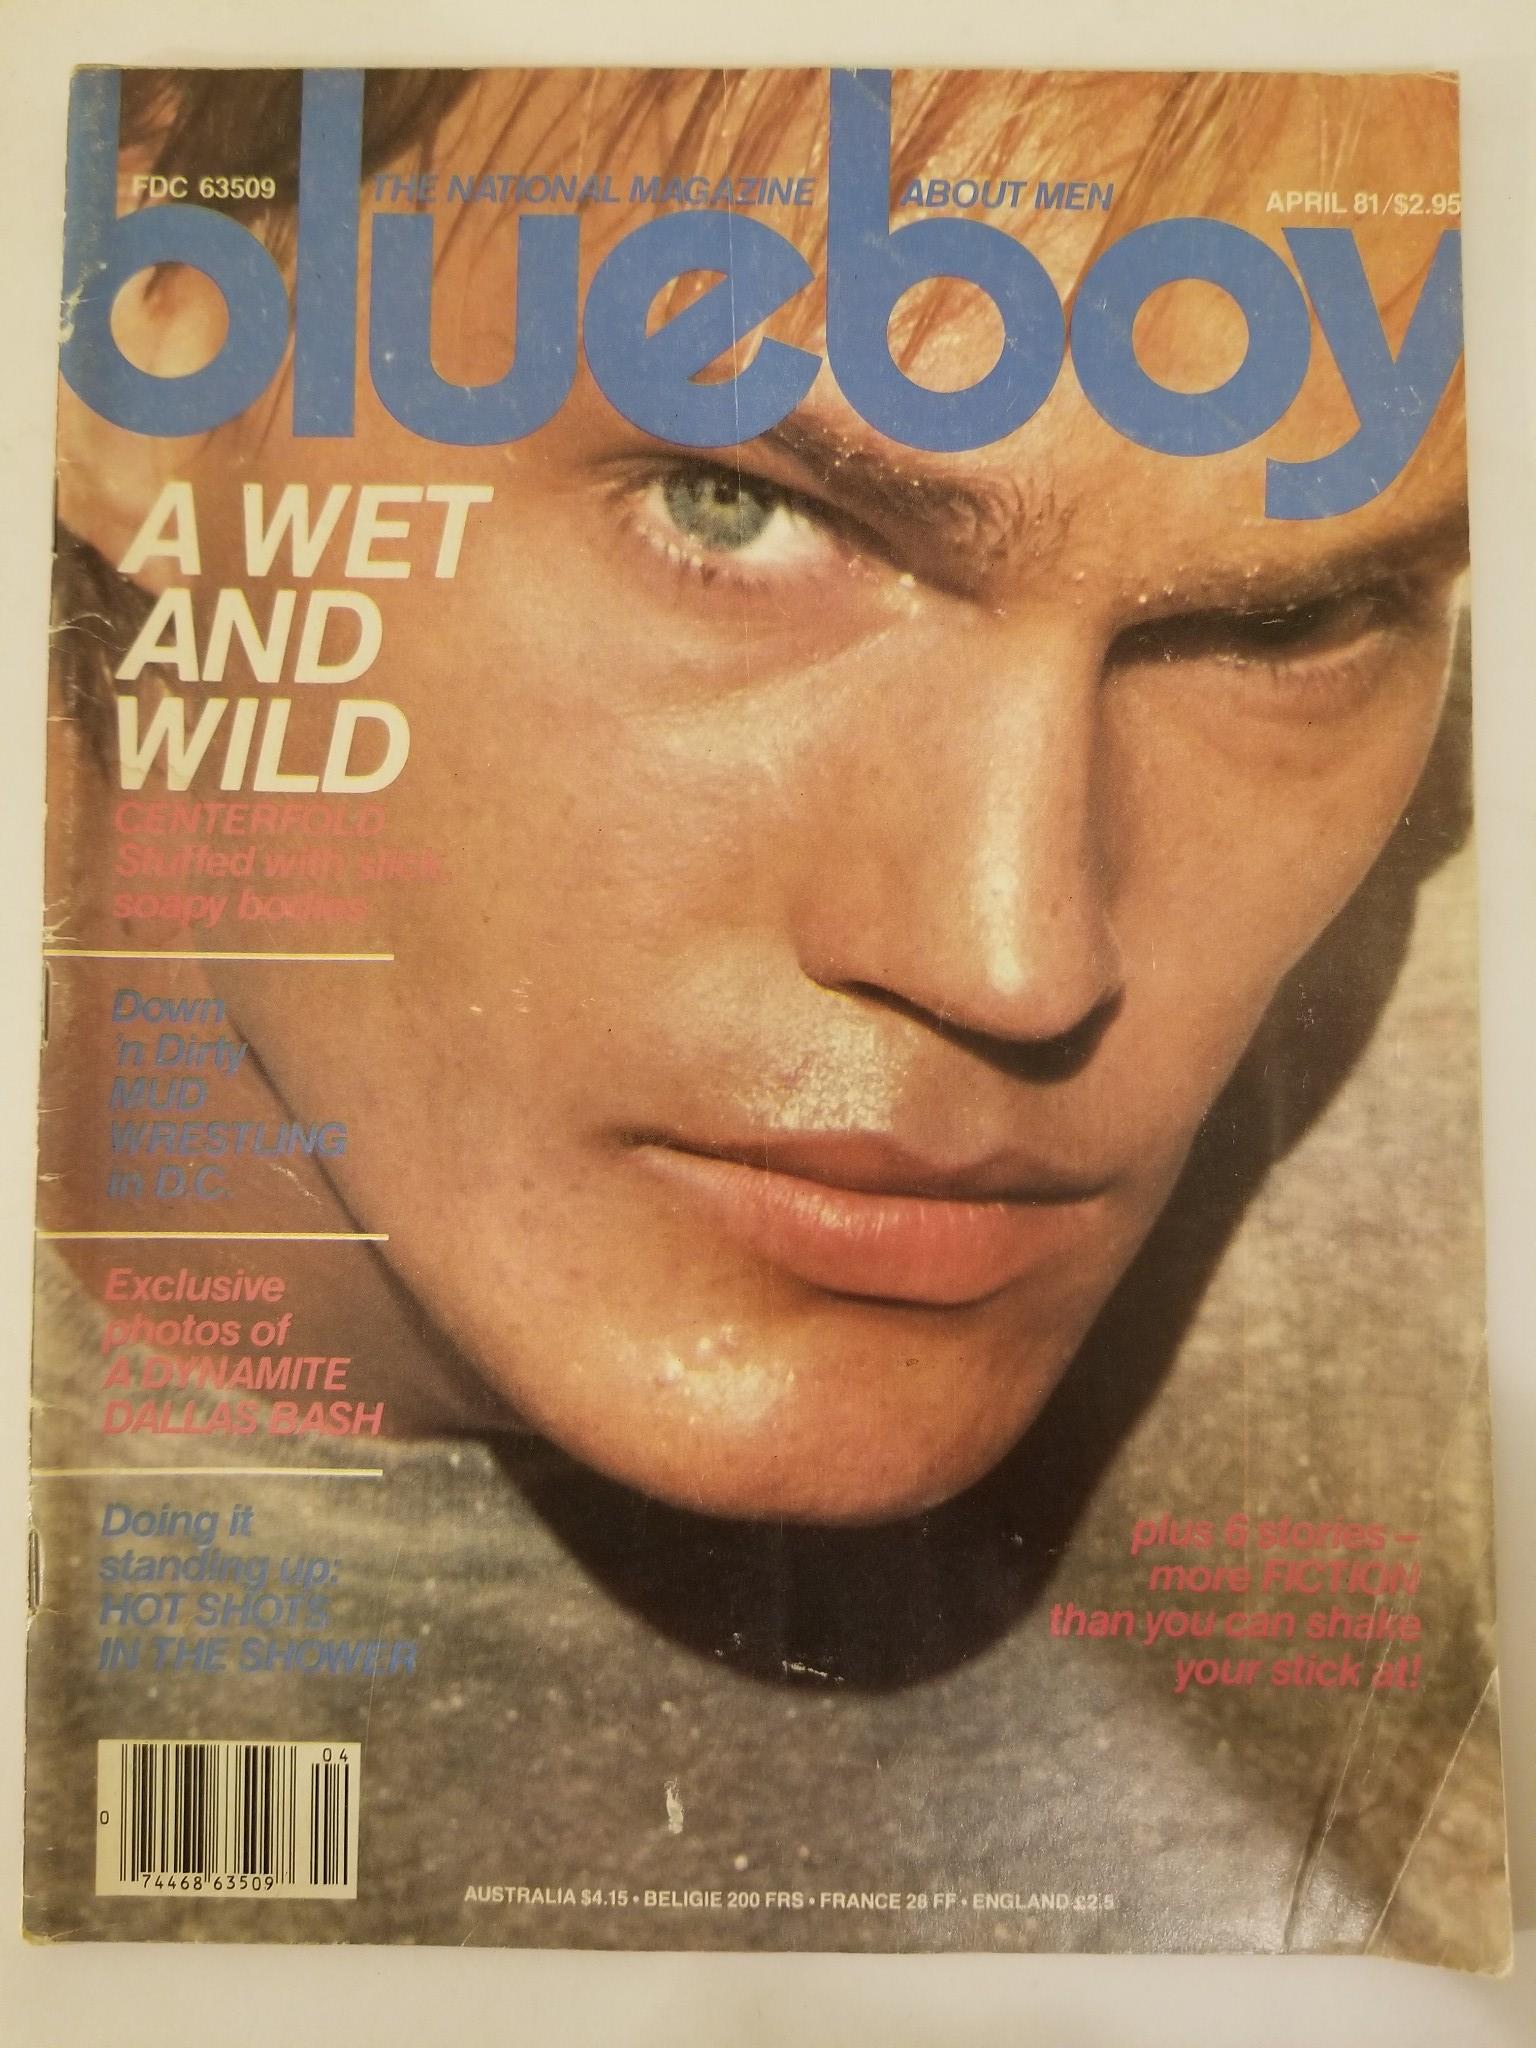 FDC 63509
THE NATIONAL MAGAZINE ABOUT MEN
APRIL 81/$2.95
blueboy
A WET
AND
WILD
CENTERFOLD
Stuffed with slick,
soapy bodies
Down
'n Dirty
MUD
WRESTLING
in D.C.
Exclusive
photos of
A DYNAMITE
DALLAS BASH
Doing it
standing up:
HOT SHOTS
IN THE SHOWER
plus 6 stories –
more FICTION
than you can shake
your stick at!
04
0
74468 63509
AUSTRALIA $4.15 • BELIGIE 200 FRS • FRANCE 28 FF • ENGLAND £2.5